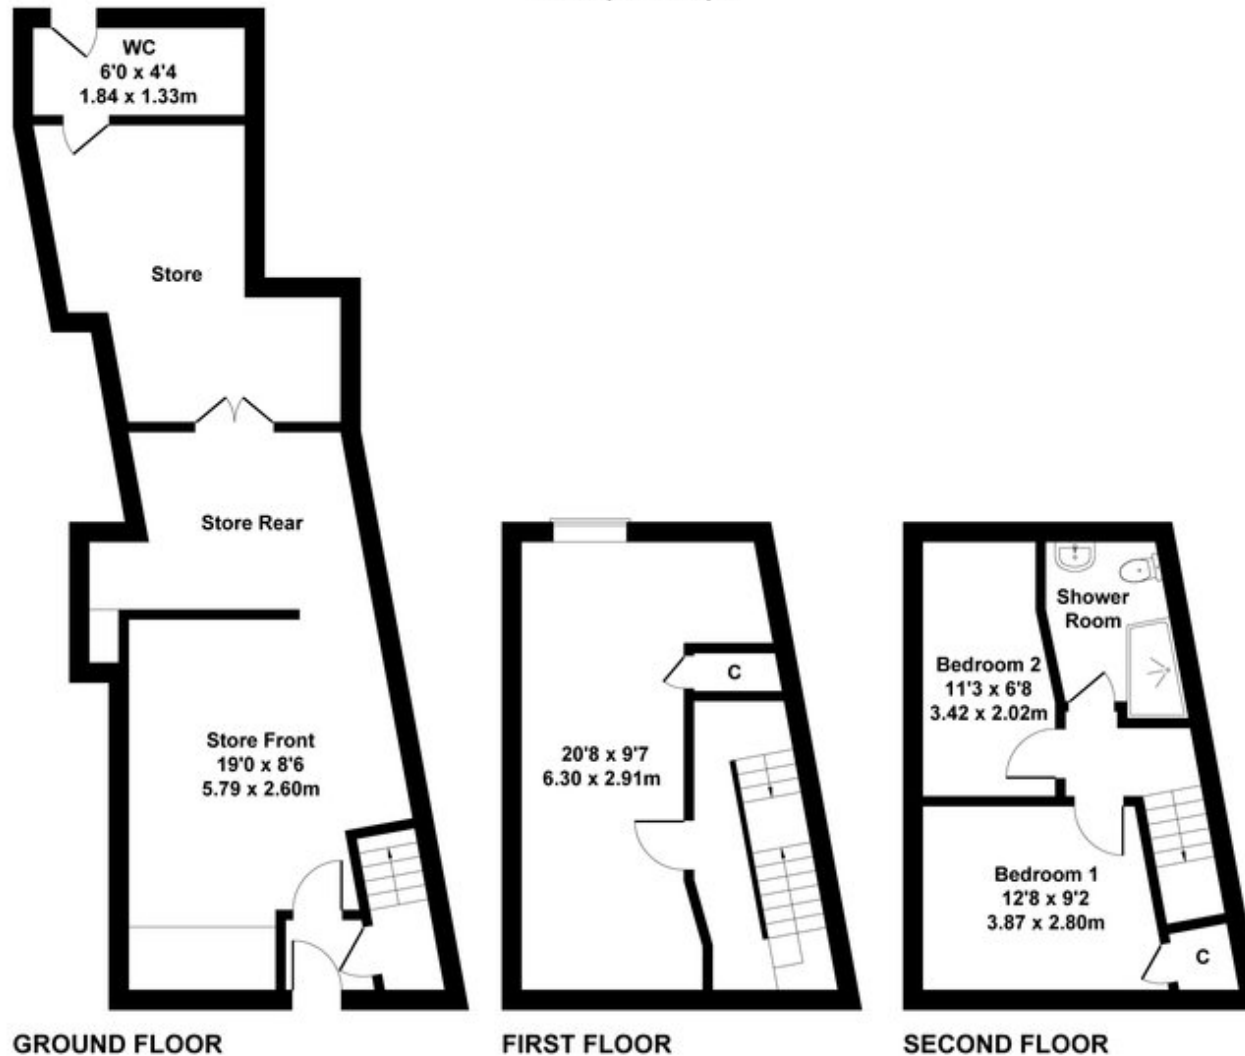 WC
6'0 x 4'4
1.84 x 1.33m
Store
Store Rear
Store Front
19'0 x 8'6
5.79 x 2.60m
GROUND FLOOR
C
20'8 x 9'7
6.30 x 2.91m
FIRST FLOOR
Shower
Room
Bedroom 2
11'3 x 6'8
3.42 x 2.02m
Bedroom 1
12'8 x 9'2
3.87 x 2.80m
C
SECOND FLOOR